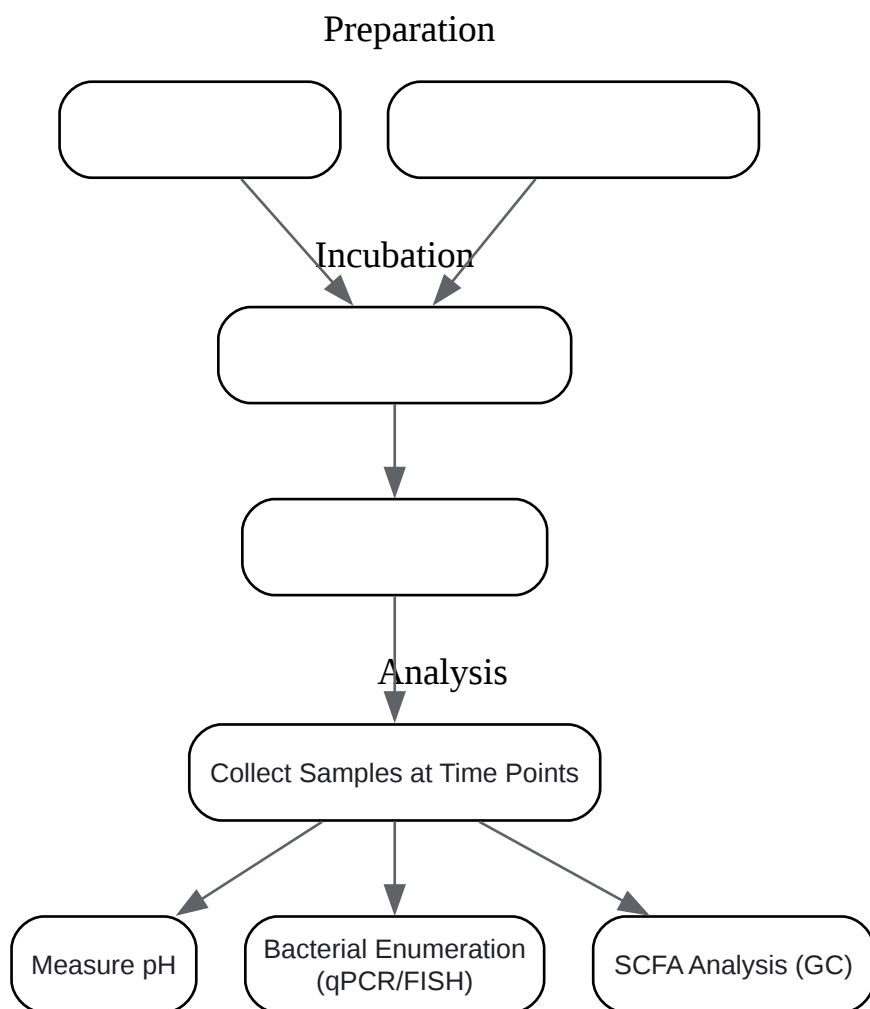 Preparation
Incubation
Analysis
Collect Samples at Time Points
Measure pH
Bacterial Enumeration
(qPCR/FISH)
SCFA Analysis (GC)